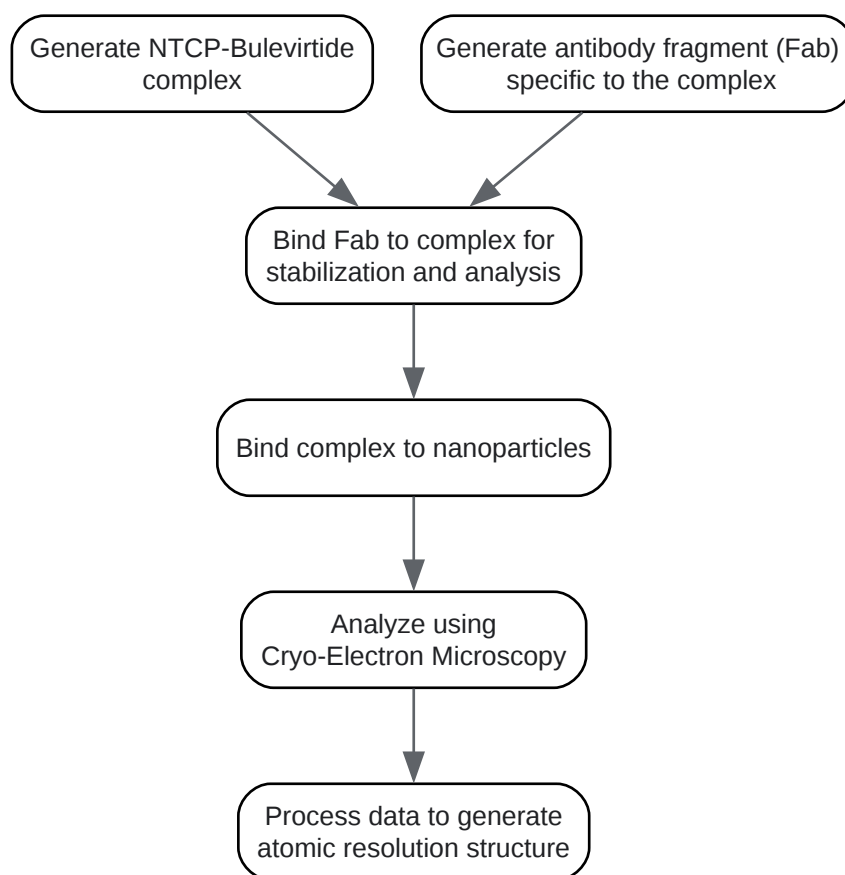 Generate NTCP-Bulevirtide
complex
Generate antibody fragment (Fab)
specific to the complex
Bind Fab to complex for
stabilization and analysis
Bind complex to nanoparticles
Analyze using
Cryo-Electron Microscopy
Process data to generate
atomic resolution structure